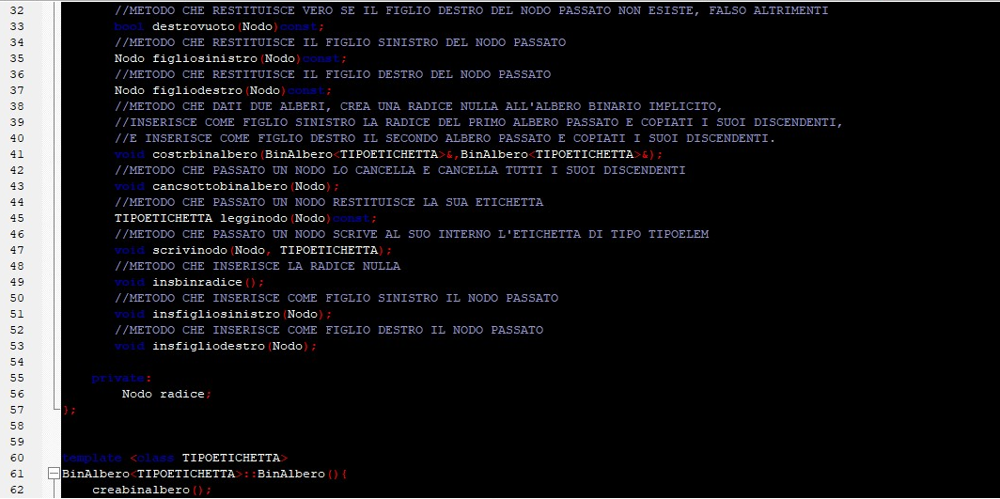 32 //METODO CHE RESTITUISCE VERO SE IL FIGLIO DESTRO DEL NODO PASSATO NON ESISTE, FALSO ALTRIMENTI
33 bool destrovuoto(Nodo)const;
34 //METODO CHE RESTITUISCE IL FIGLIO SINISTRO DEL NODO PASSATO
35 Nodo figliosinistro(Nodo)const;
36 //METODO CHE RESTITUISCE IL FIGLIO DESTRO DEL NODO PASSATO
37 Nodo figliodestro(Nodo)const;
38 //METODO CHE DATI DUE ALBERI, CREA UNA RADICE NULLA ALL'ALBERO BINARIO IMPLICITO,
39 //INSERISCE COME FIGLIO SINISTRO LA RADICE DEL PRIMO ALBERO PASSATO E COPIATI I SUOI DISCENDENTI,
40 //E INSERISCE COME FIGLIO DESTRO IL SECONDO ALBERO PASSATO E COPIATI I SUOI DISCENDENTI.
41 void costrbinalbero(BinAlbero<TIPOETICHETTA>&,BinAlbero<TIPOETICHETTA>&);
42 //METODO CHE PASSATO UN NODO LO CANCELLA E CANCELLA TUTTI I SUOI DISCENDENTI
43 void cancsottobinalbero(Nodo);
44 //METODO CHE PASSATO UN NODO RESTITUISCE LA SUA ETICHETTA
45 TIPOETICHETTA legginodo(Nodo)const;
46 //METODO CHE PASSATO UN NODO SCRIVE AL SUO INTERNO L'ETICHETTA DI TIPO TIPOELEM
47 void scrivinodo(Nodo, TIPOETICHETTA);
48 //METODO CHE INSERISCE LA RADICE NULLA
49 void insbinradice();
50 //METODO CHE INSERISCE COME FIGLIO SINISTRO IL NODO PASSATO
51 void insfigliosinistro(Nodo);
52 //METODO CHE INSERISCE COME FIGLIO DESTRO IL NODO PASSATO
53 void insfigliodestro(Nodo);
54
55 private:
56 Nodo radice;
57 };
58
59
60 template <class TIPOETICHETTA>
61 BinAlbero<TIPOETICHETTA>::BinAlbero(){
62 creabinalbero();